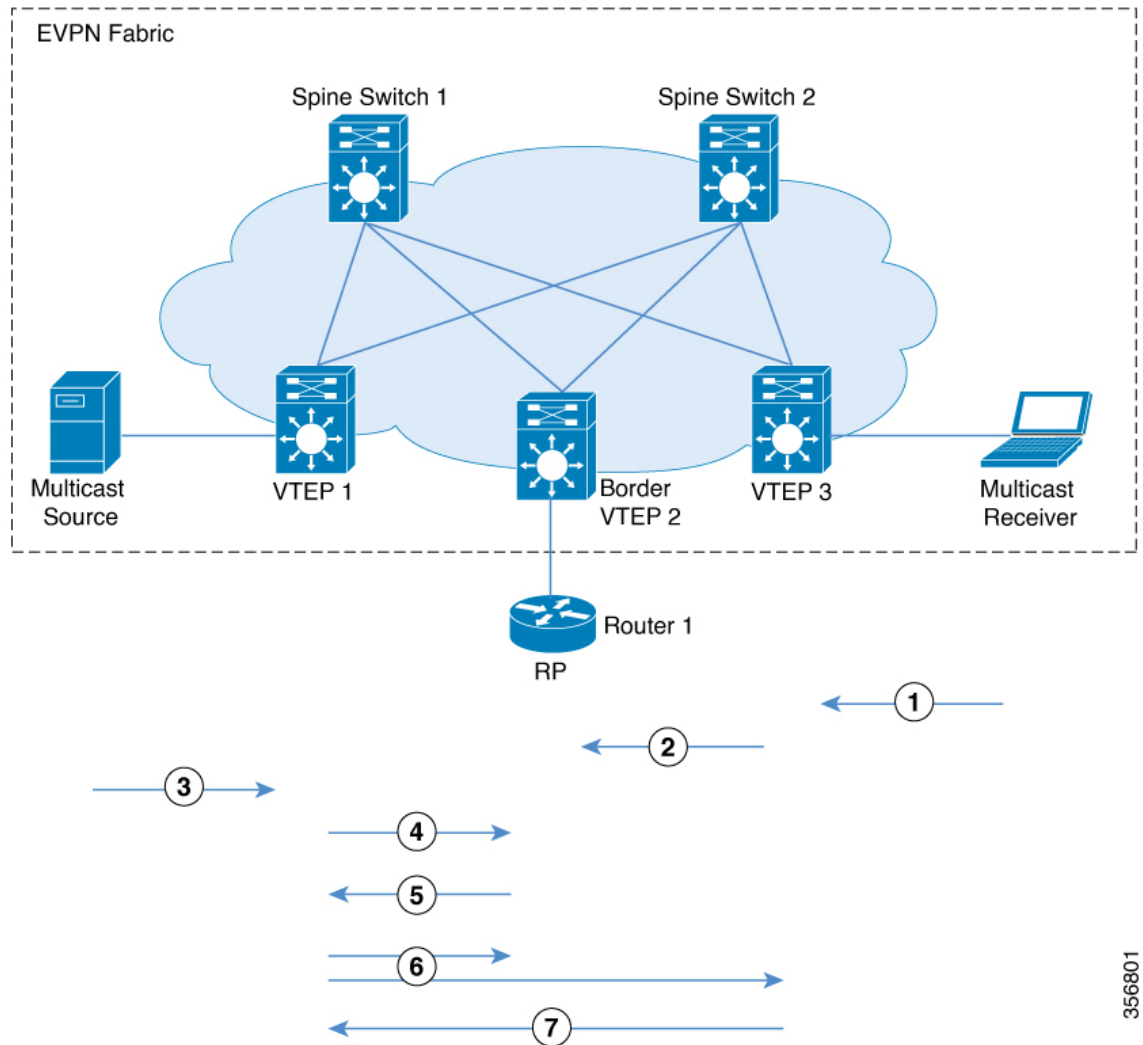 EVPN Fabric
Spine Switch 1
Spine Switch 2
Multicast
Source
VTEP 1
Border
VTEP 2
VTEP 3
Multicast
Receiver
Router 1
RP
1
2
3
4
5
6
7
356801